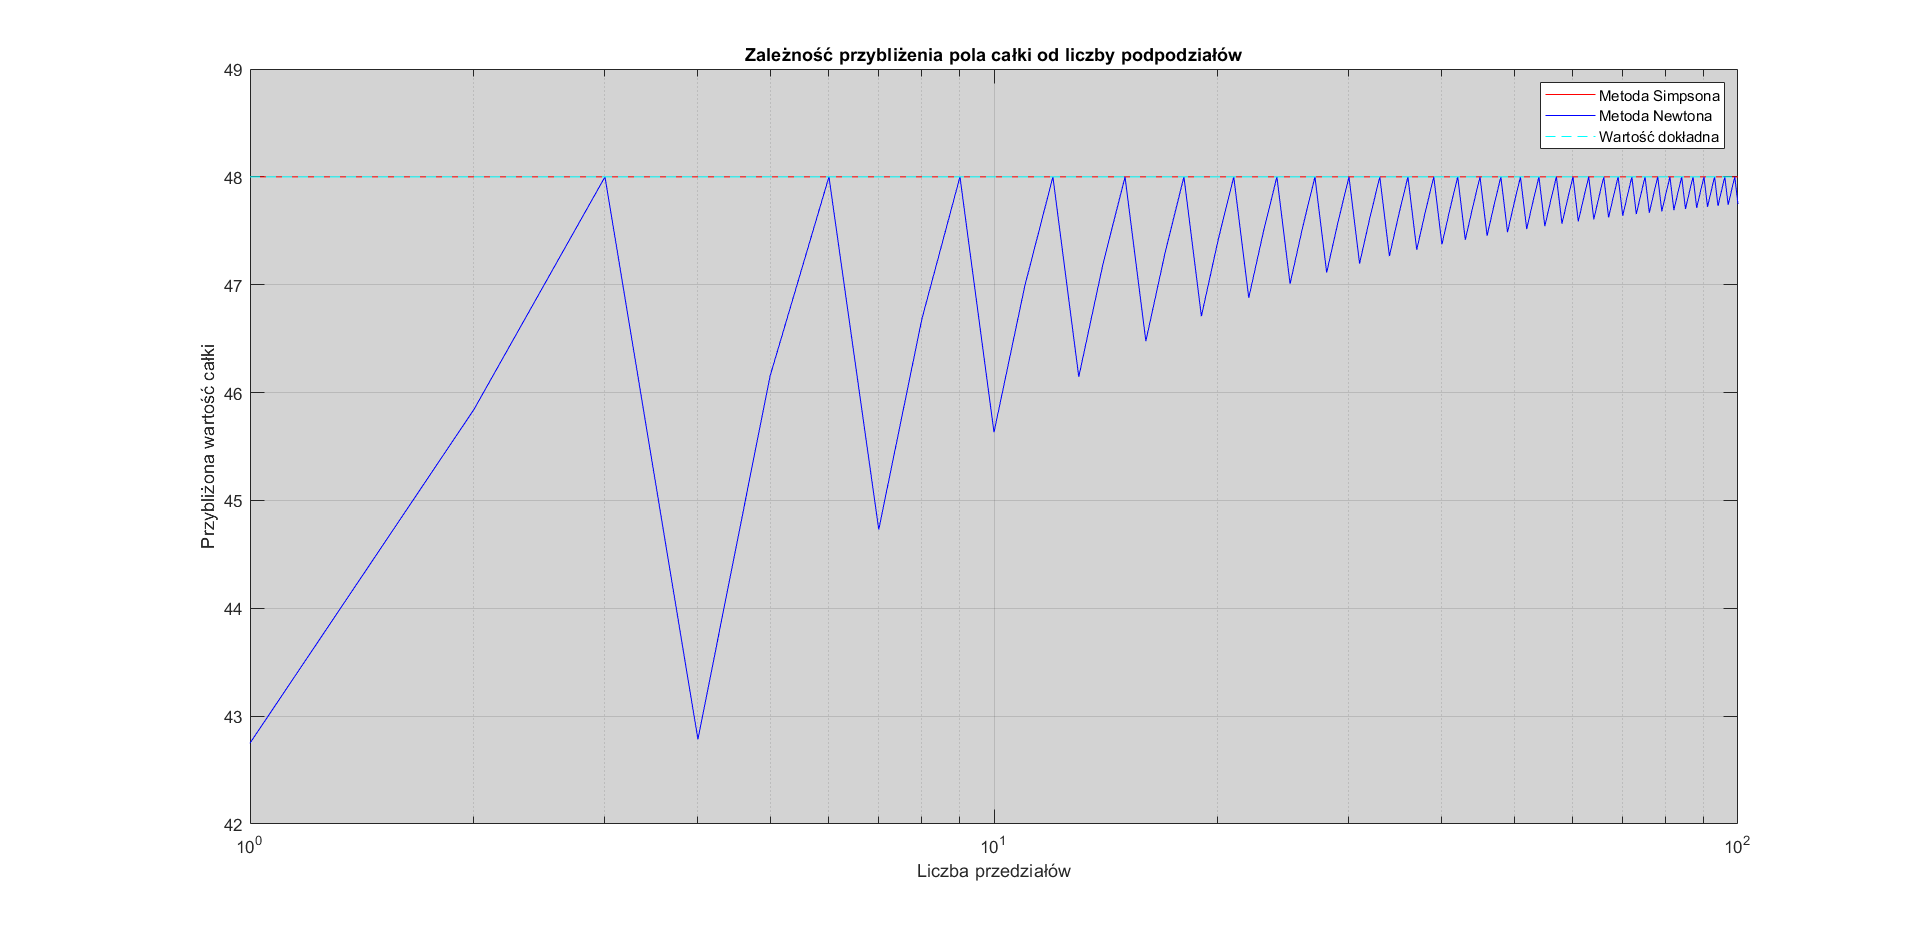 Zależność przybliżenia pola całki od liczby podpodziałów
49
48
47
46
45
44
43
42
Przybliżona wartość całki
Metoda Simpsona
Metoda Newtona
Wartość dokładna
10^0
10^1
10^2
Liczba przedziałów